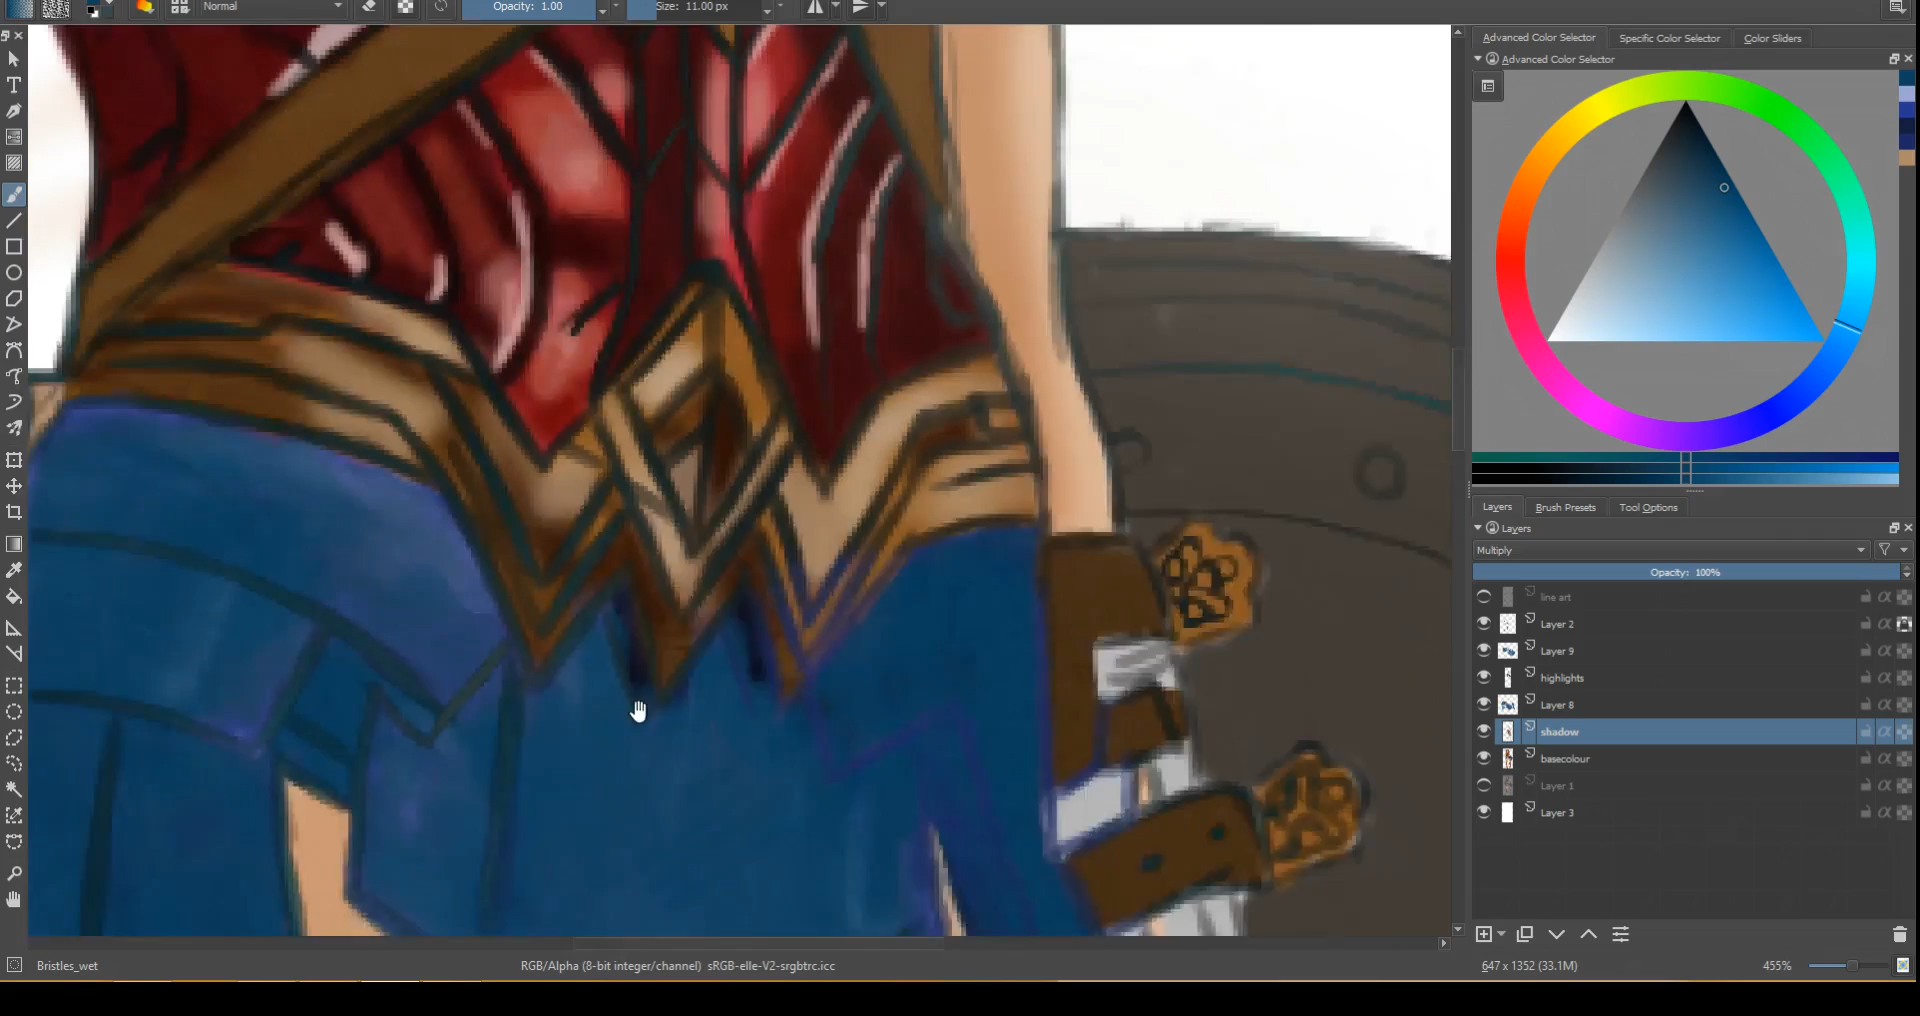 Normal
Opacity: 1.00
Size: 11.00 px
Advanced Color Selector
Specific Color Selector
Color Sliders
Advanced Color Selector
Layers
Brush Presets
Tool Options
Layers
Multiply
Opacity: 100%
line art
Layer 2
Layer 9
highlights
Layer 8
shadow
basecolour
Layer 1
Layer 3
Bristles_wet
RGB/Alpha (8-bit integer/channel) sRGB-elle-V2-srgbtrc.icc
647 x 1352 (33.1M)
455%